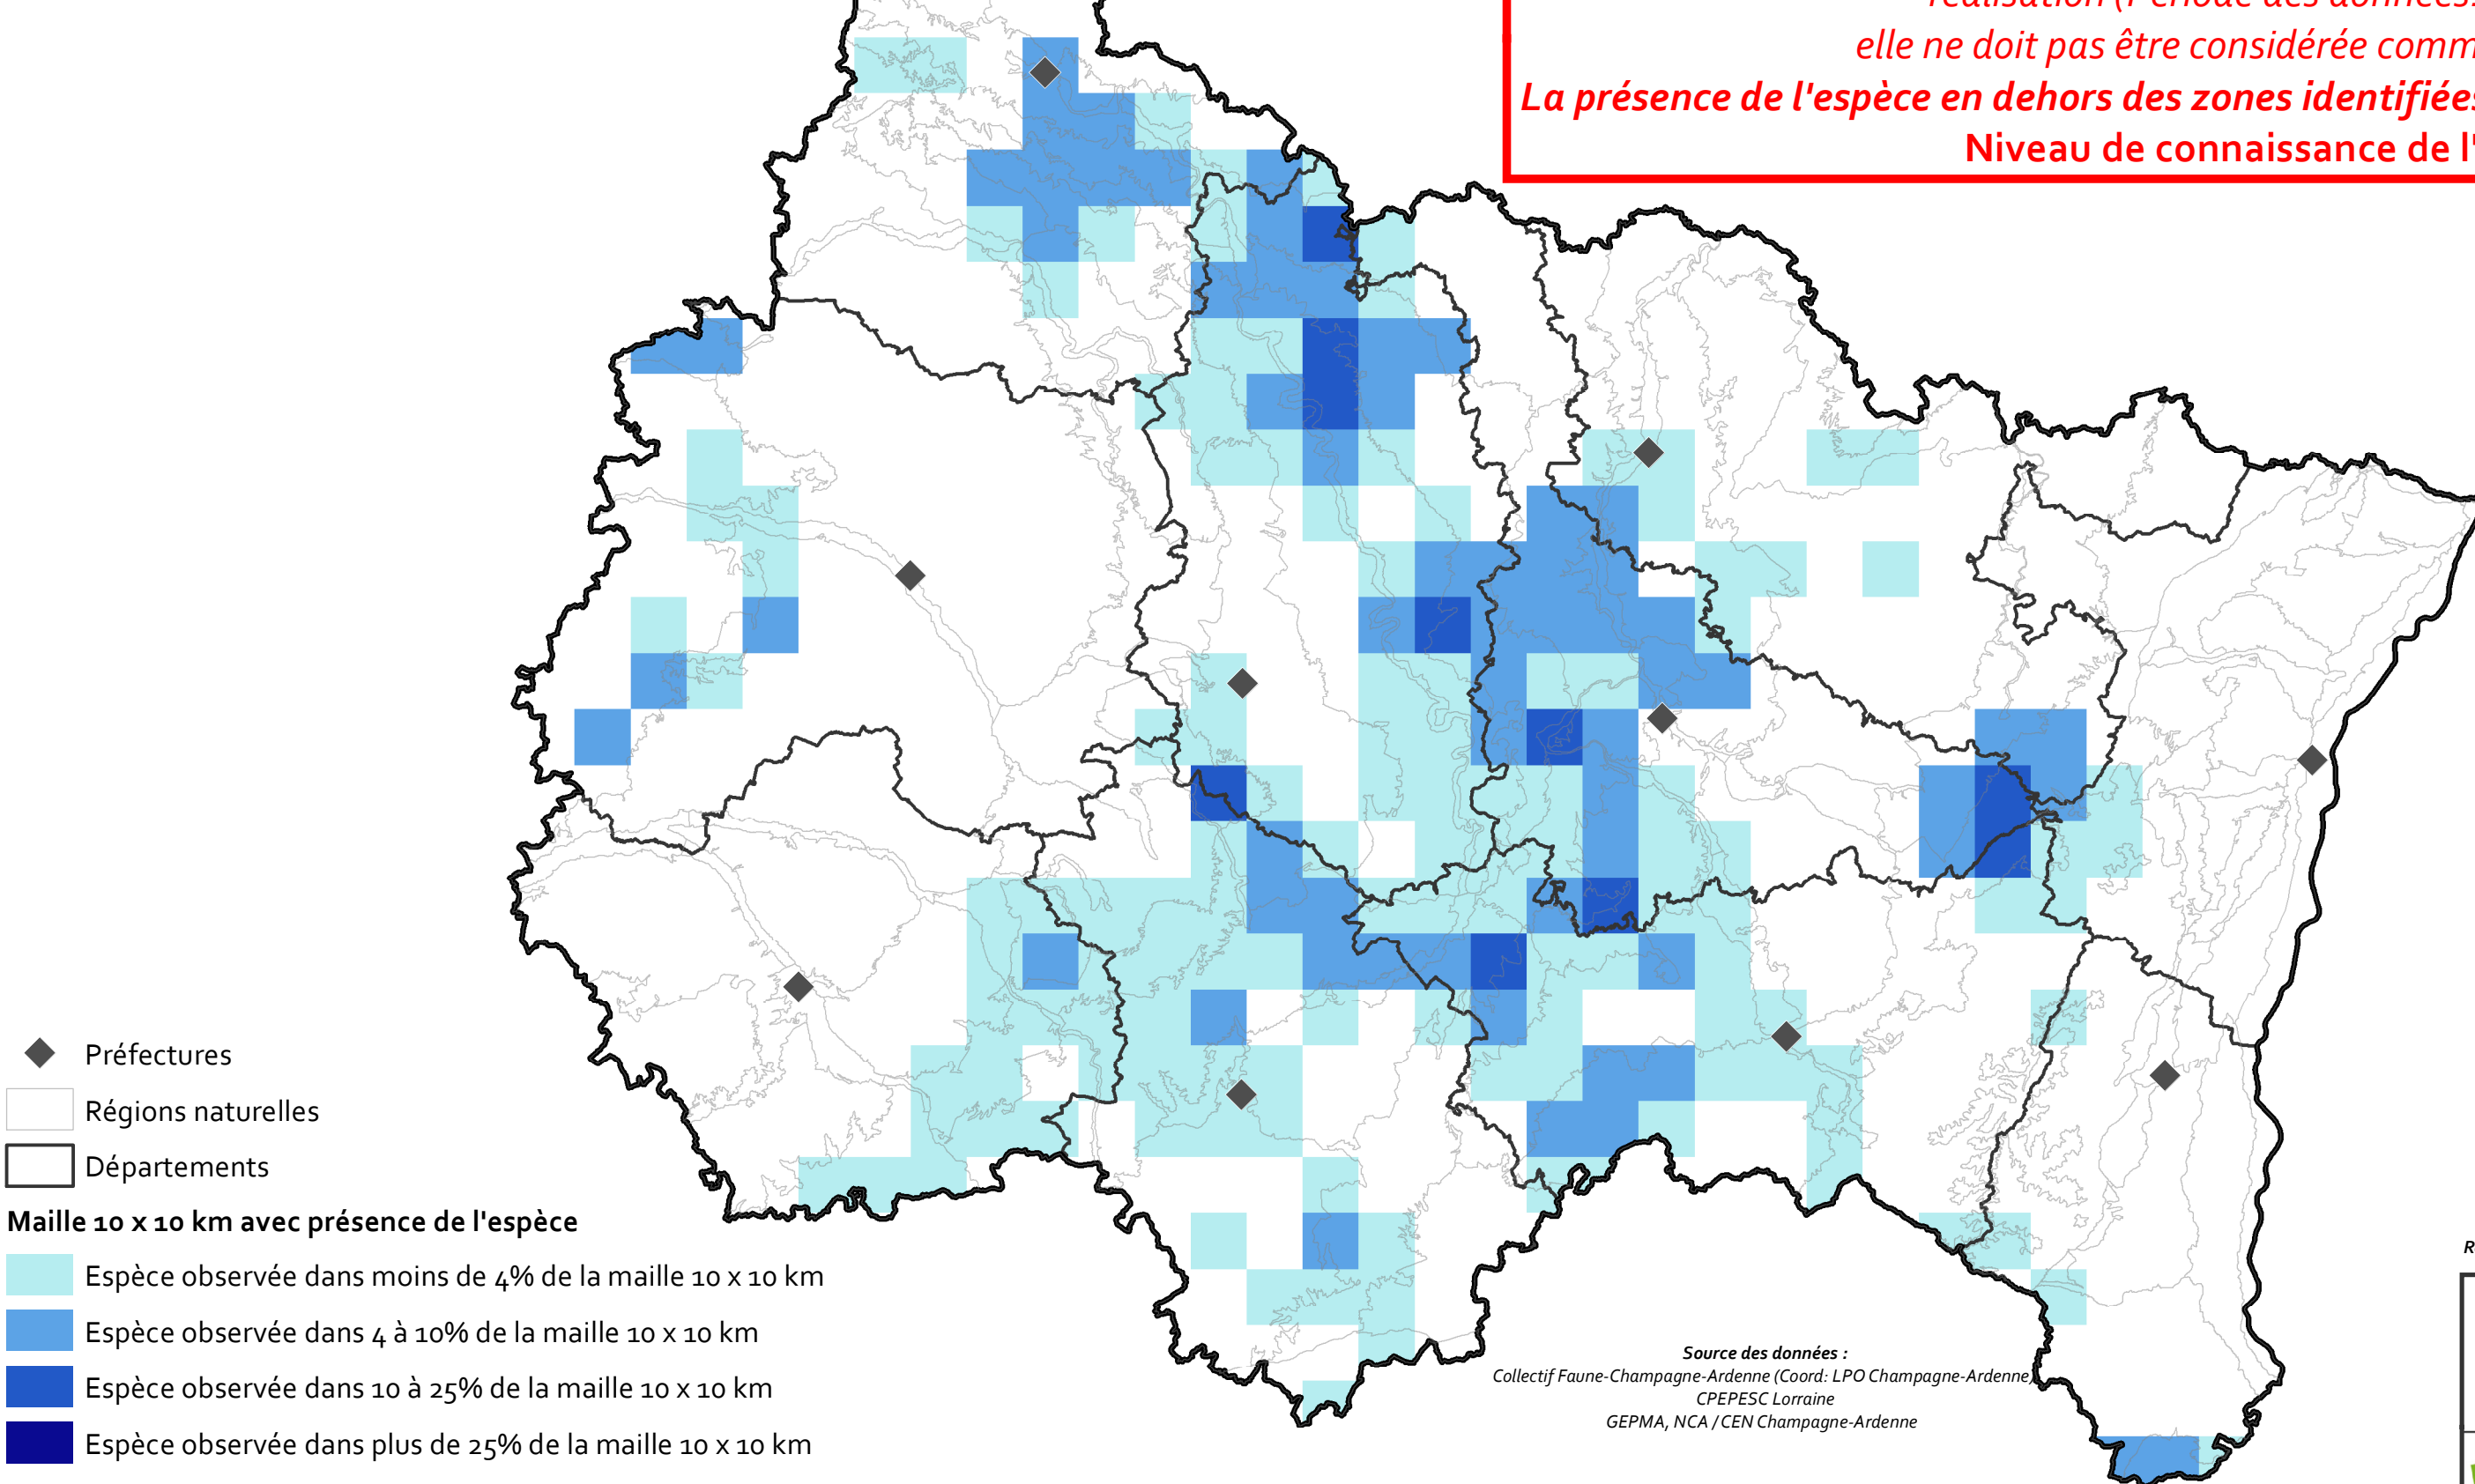 réalisation (Période des données
elle ne doit pas être considérée comm
La présence de l'espèce en dehors des zones identifiées
Niveau de connaissance de l'
Préfectures
Régions naturelles
Départements
Maille 10 x 10 km avec présence de l'espèce
Espèce observée dans moins de 4% de la maille 10 x 10 km
Espèce observée dans 4 à 10% de la maille 10 x 10 km
Espèce observée dans 10 à 25% de la maille 10 x 10 km
Espèce observée dans plus de 25% de la maille 10 x 10 km
Source des données :
Collectif Faune-Champagne-Ardenne (Coord: LPO Champagne-Ardenne)
CPEPESC Lorraine
GEPMA, NCA / CEN Champagne-Ardenne
R